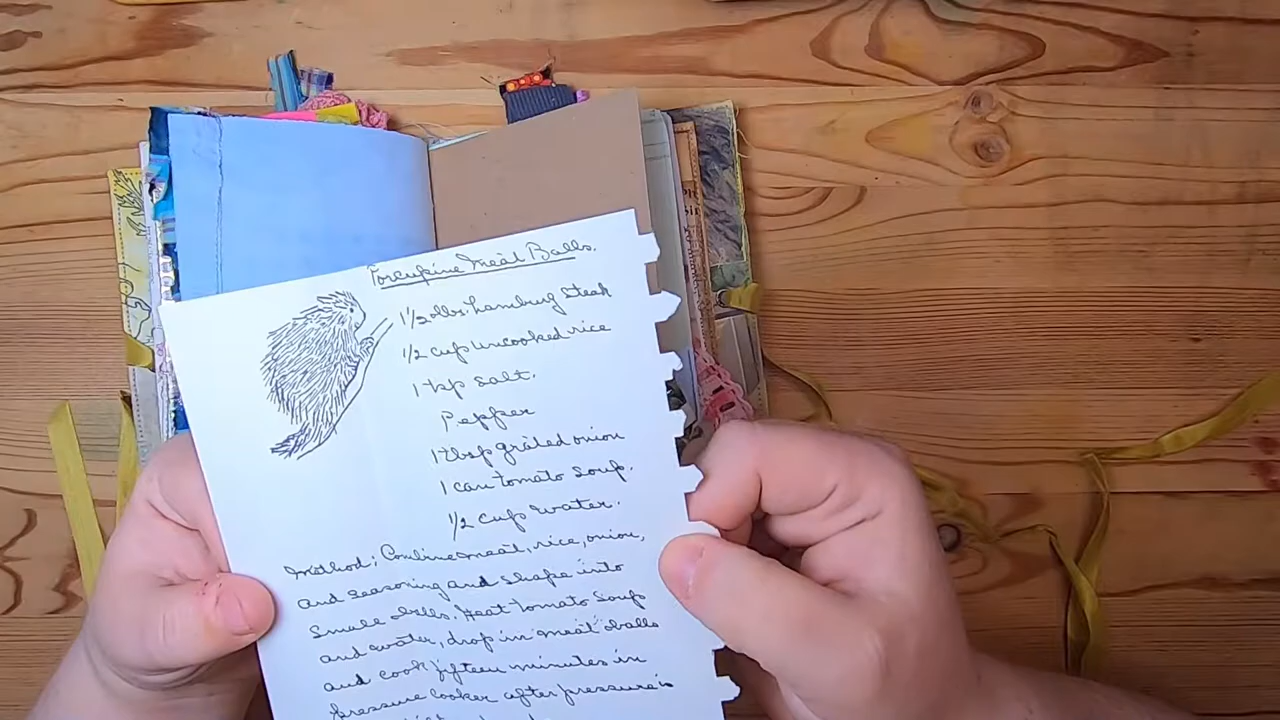 Porcupine Meat Balls.
1 1/2 lbs. Hamburg Steak
1/2 cup uncooked rice
1 tsp salt.
Pepper
1 tbsp grated onion
1 can tomato soup.
1/2 cup water.
Method: Combine meat, rice, onion,
and seasoning and shape into
small balls. Heat tomato soup
and water, drop in meat balls
and cook fifteen minutes in
pressure cooker after pressure is